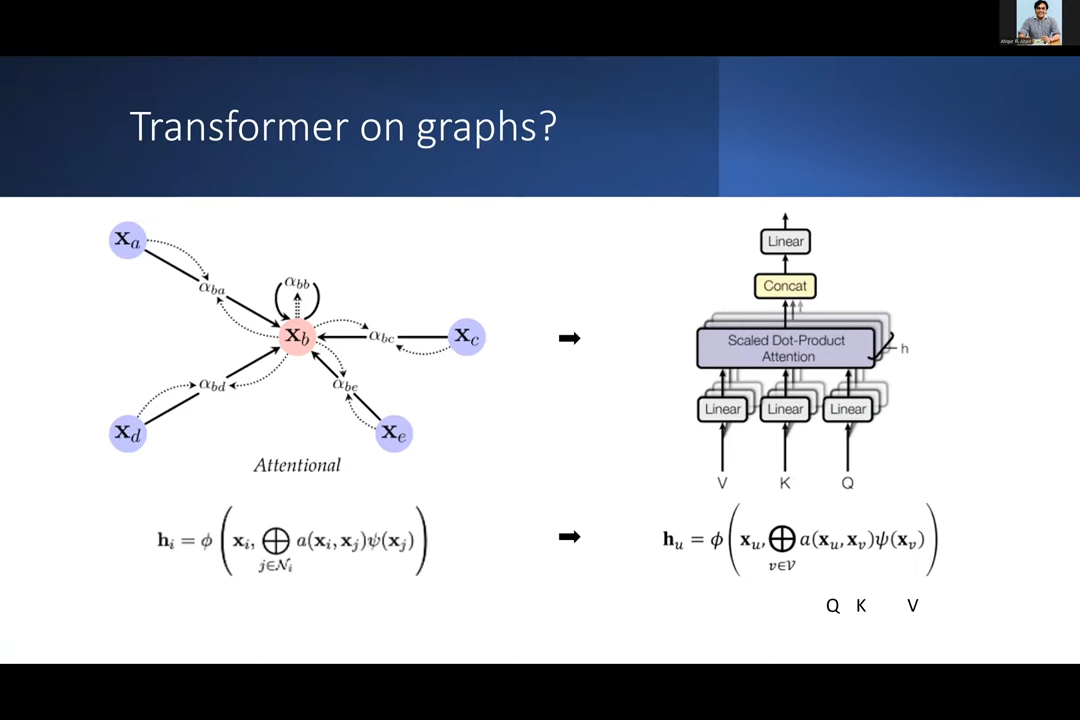 Transformer on graphs?
x_a
α_ba
α_bb
x_b
α_bc
x_c
α_bd
α_be
x_d
x_e
Attentional
➡
Linear
Concat
Scaled Dot-Product
Attention
h
Linear Linear Linear
V K Q
h_i = ϕ ( x_i, ⨁_{j∈𝒩_i} a(x_i, x_j)ψ(x_j) )
➡
h_u = ϕ ( x_u, ⨁_{v∈𝒱} a(x_u, x_v)ψ(x_v) )
Q K V